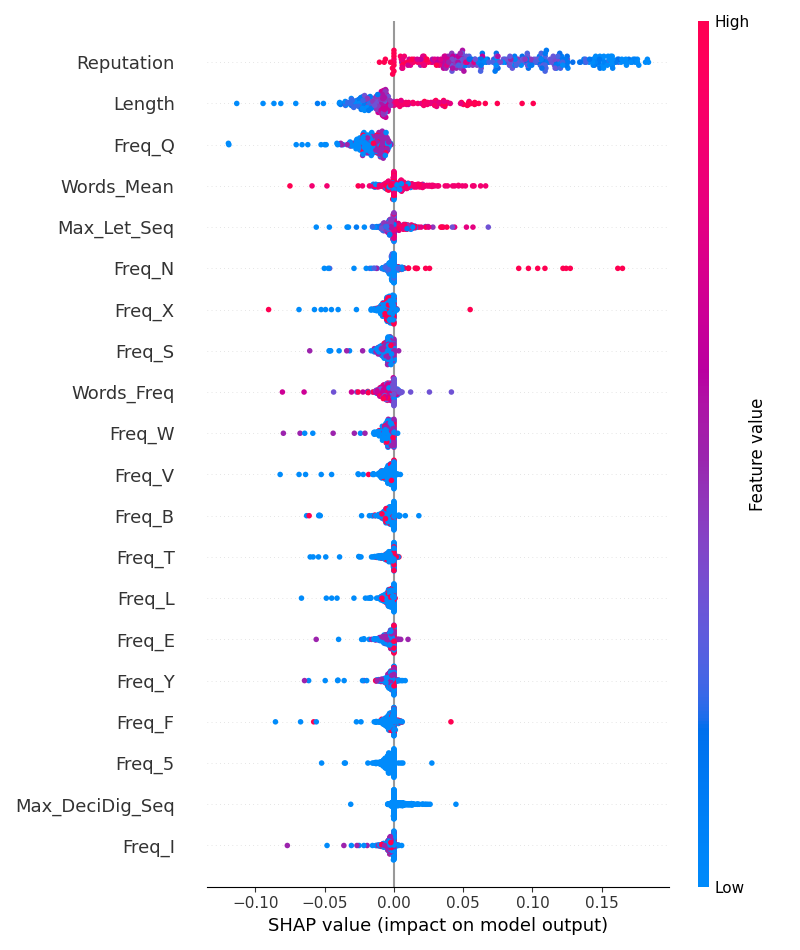 High
Reputation
Length
Freq_Q
Words_Mean
Max_Let_Seq
Freq_N
Freq_X
Freq_S
Words_Freq
Freq_W
Freq_V
Freq_B
Freq_T
Freq_L
Freq_E
Freq_Y
Freq_F
Freq_5
Max_DeciDig_Seq
Freq_I
Feature value
Low
−0.10 −0.05 0.00 0.05 0.10 0.15
SHAP value (impact on model output)